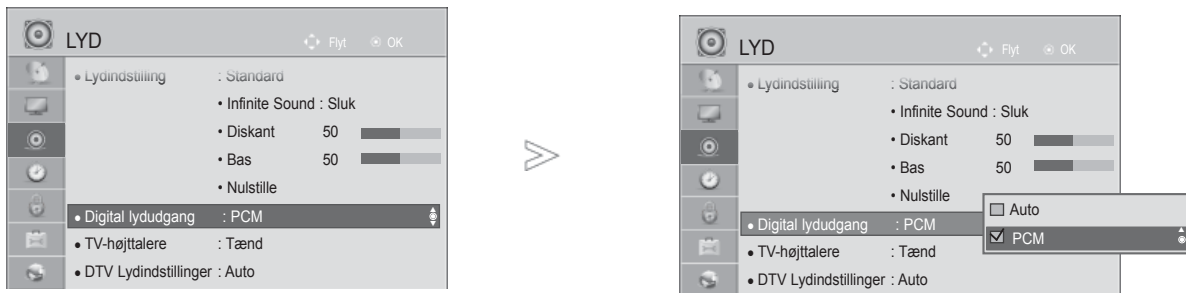 LYD Flyt OK
• Lydindstilling : Standard
• Infinite Sound : Sluk
• Diskant 50
• Bas 50
• Nulstille
• Digital lydudgang : PCM
• TV-højttalere : Tænd
• DTV Lydindstillinger : Auto
LYD Flyt OK
• Lydindstilling : Standard
• Infinite Sound : Sluk
• Diskant 50
• Bas 50
• Nulstille
• Digital lydudgang : PCM
• TV-højttalere : Tænd
• DTV Lydindstillinger : Auto
Auto
PCM